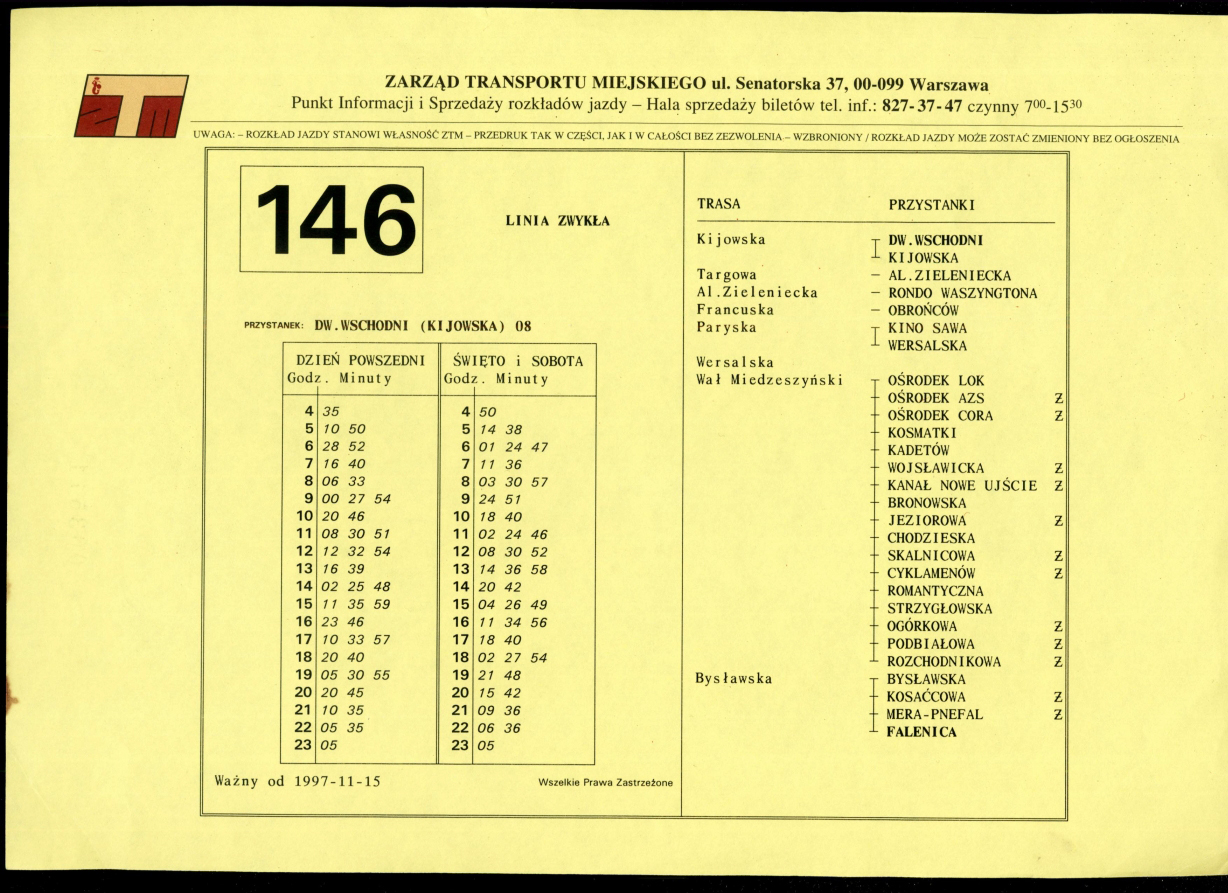 ZTM
ZARZĄD TRANSPORTU MIEJSKIEGO ul. Senatorska 37, 00-099 Warszawa
Punkt Informacji i Sprzedaży rozkładów jazdy – Hala sprzedaży biletów tel. inf.: 827-37-47 czynny 7⁰⁰-15³⁰
UWAGA: – ROZKŁAD JAZDY STANOWI WŁASNOŚĆ ZTM – PRZEDRUK TAK W CZĘŚCI, JAK I W CAŁOŚCI BEZ ZEZWOLENIA – WZBRONIONY / ROZKŁAD JAZDY MOŻE ZOSTAĆ ZMIENIONY BEZ OGŁOSZENIA
146
LINIA ZWYKŁA
PRZYSTANEK: DW.WSCHODNI (KIJOWSKA) 08
DZIEŃ POWSZEDNI
Godz. Minuty
4 35
5 10 50
6 28 52
7 16 40
8 06 33
9 00 27 54
10 20 46
11 08 30 51
12 12 32 54
13 16 39
14 02 25 48
15 11 35 59
16 23 46
17 10 33 57
18 20 40
19 05 30 55
20 20 45
21 10 35
22 05 35
23 05
ŚWIĘTO i SOBOTA
Godz. Minuty
4 50
5 14 38
6 01 24 47
7 11 36
8 03 30 57
9 24 51
10 18 40
11 02 24 46
12 08 30 52
13 14 36 58
14 20 42
15 04 26 49
16 11 34 56
17 18 40
18 02 27 54
19 21 48
20 15 42
21 09 36
22 06 36
23 05
Ważny od 1997-11-15
Wszelkie Prawa Zastrzeżone
TRASA PRZYSTANKI
Kijowska DW.WSCHODNI
KIJOWSKA
Targowa AL.ZIELENIECKA
Al.Zieleniecka RONDO WASZYNGTONA
Francuska OBROŃCÓW
Paryska KINO SAWA
WERSALSKA
Wersalska
Wał Miedzeszyński OŚRODEK LOK
OŚRODEK AZS Ż
OŚRODEK CORA Ż
KOSMATKI
KADETÓW
WOJSŁAWICKA Ż
KANAŁ NOWE UJŚCIE Ż
BRONOWSKA
JEZIOROWA Ż
CHODZIESKA
SKALNICOWA Ż
CYKLAMENÓW Ż
ROMANTYCZNA
STRZYGŁOWSKA
OGÓRKOWA Ż
PODBIAŁOWA Ż
ROZCHODNIKOWA Ż
Bysławska BYSŁAWSKA
KOSAĆCOWA Ż
MERA-PNEFAL Ż
FALENICA